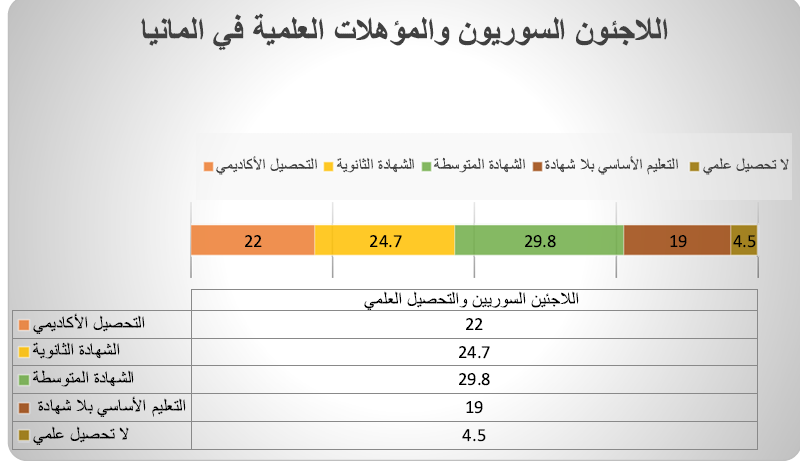 اللاجئون السوريون والمؤهلات العلمية في المانيا
التحصيل الأكاديمي الشهادة الثانوية الشهادة المتوسطة التعليم الأساسي بلا شهادة لا تحصيل علمي
22 24.7 29.8 19 4.5
اللاجئين السوريين والتحصيل العلمي
التحصيل الأكاديمي 22
الشهادة الثانوية 24.7
الشهادة المتوسطة 29.8
التعليم الأساسي بلا شهادة 19
لا تحصيل علمي 4.5